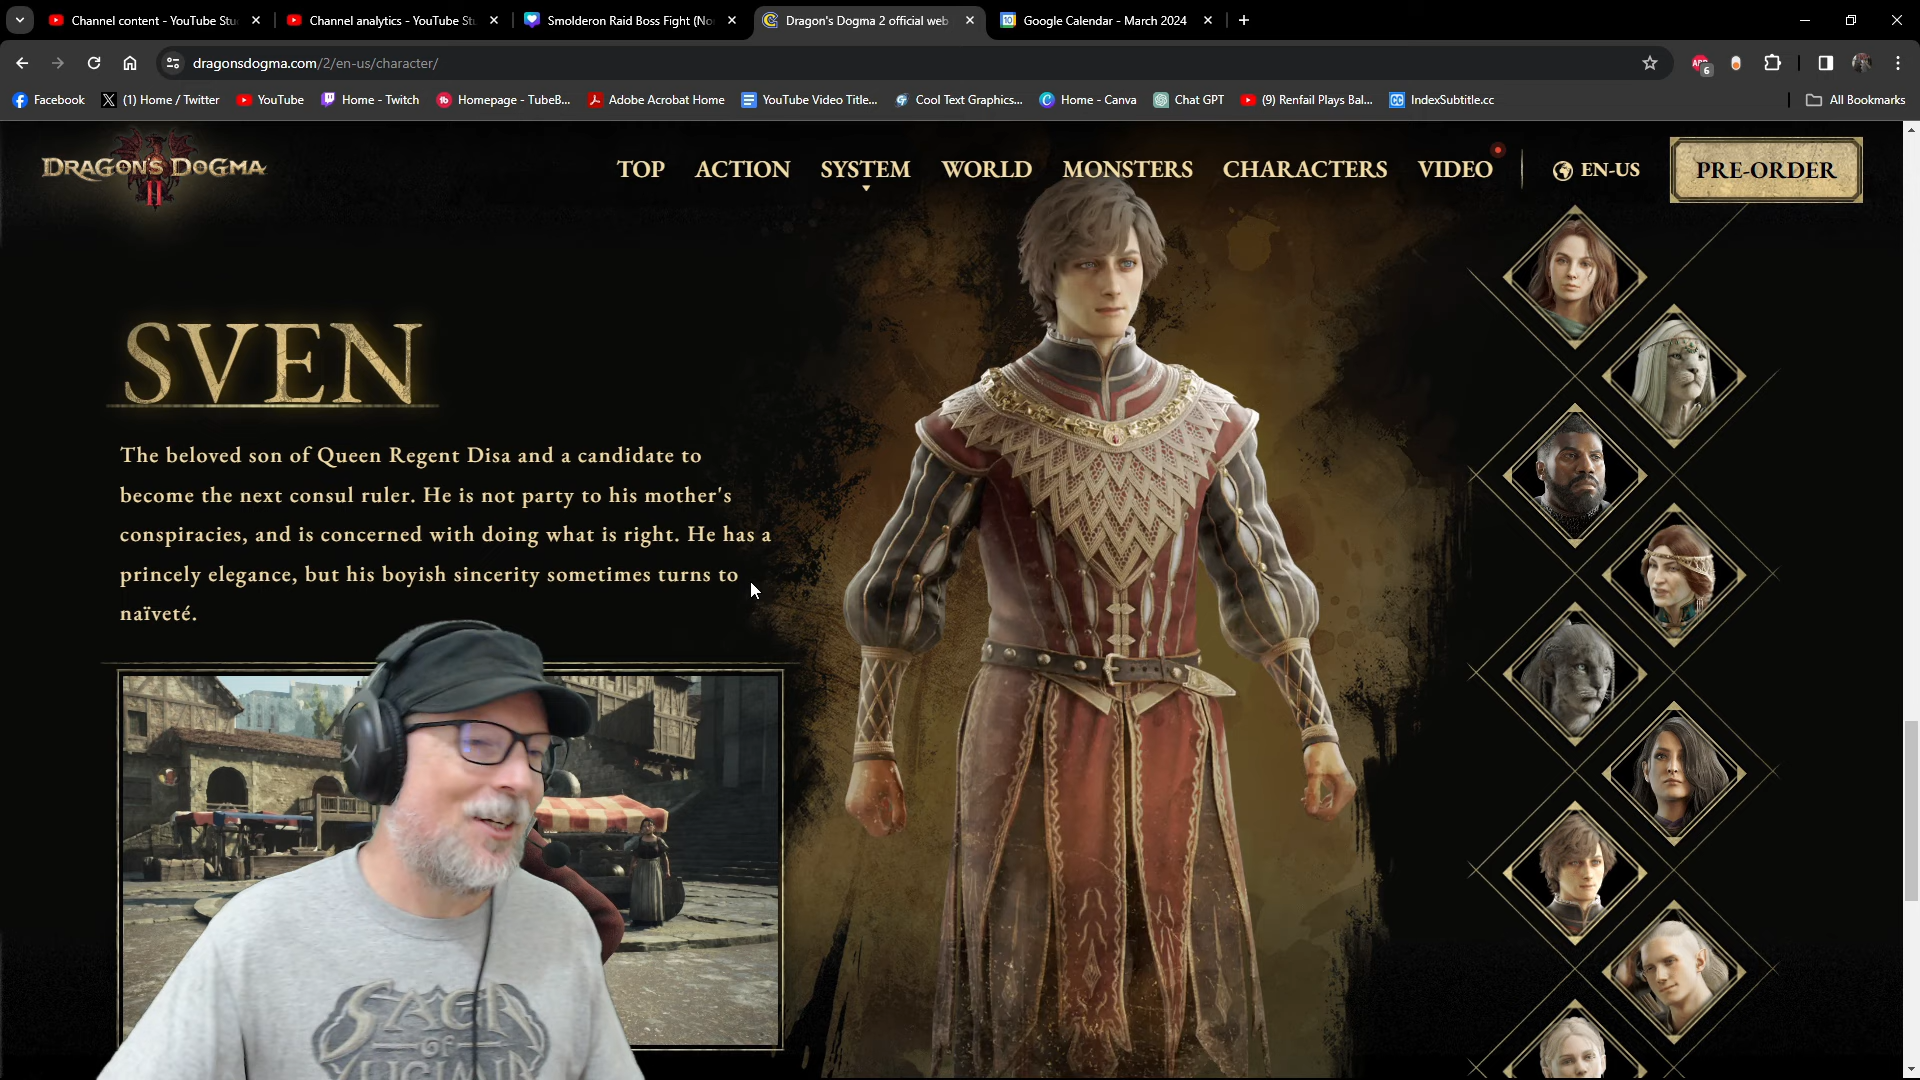 Channel content - YouTube Stu
Channel analytics - YouTube Stu
Smolderon Raid Boss Fight (No
Dragon's Dogma 2 official web
Google Calendar - March 2024
dragonsdogma.com/2/en-us/character/
6
Facebook
(1) Home / Twitter
YouTube
Home - Twitch
Homepage - TubeB...
Adobe Acrobat Home
YouTube Video Title...
Cool Text Graphics...
Home - Canva
Chat GPT
(9) Renfail Plays Bal...
IndexSubtitle.cc
All Bookmarks
DRAGON'S DOGMA
II
TOP
ACTION
SYSTEM
WORLD
MONSTERS
CHARACTERS
VIDEO
EN-US
PRE-ORDER
SVEN
The beloved son of Queen Regent Disa and a candidate to
become the next consul ruler. He is not party to his mother's
conspiracies, and is concerned with doing what is right. He has a
princely elegance, but his boyish sincerity sometimes turns to
naïveté.
SAGA
OF